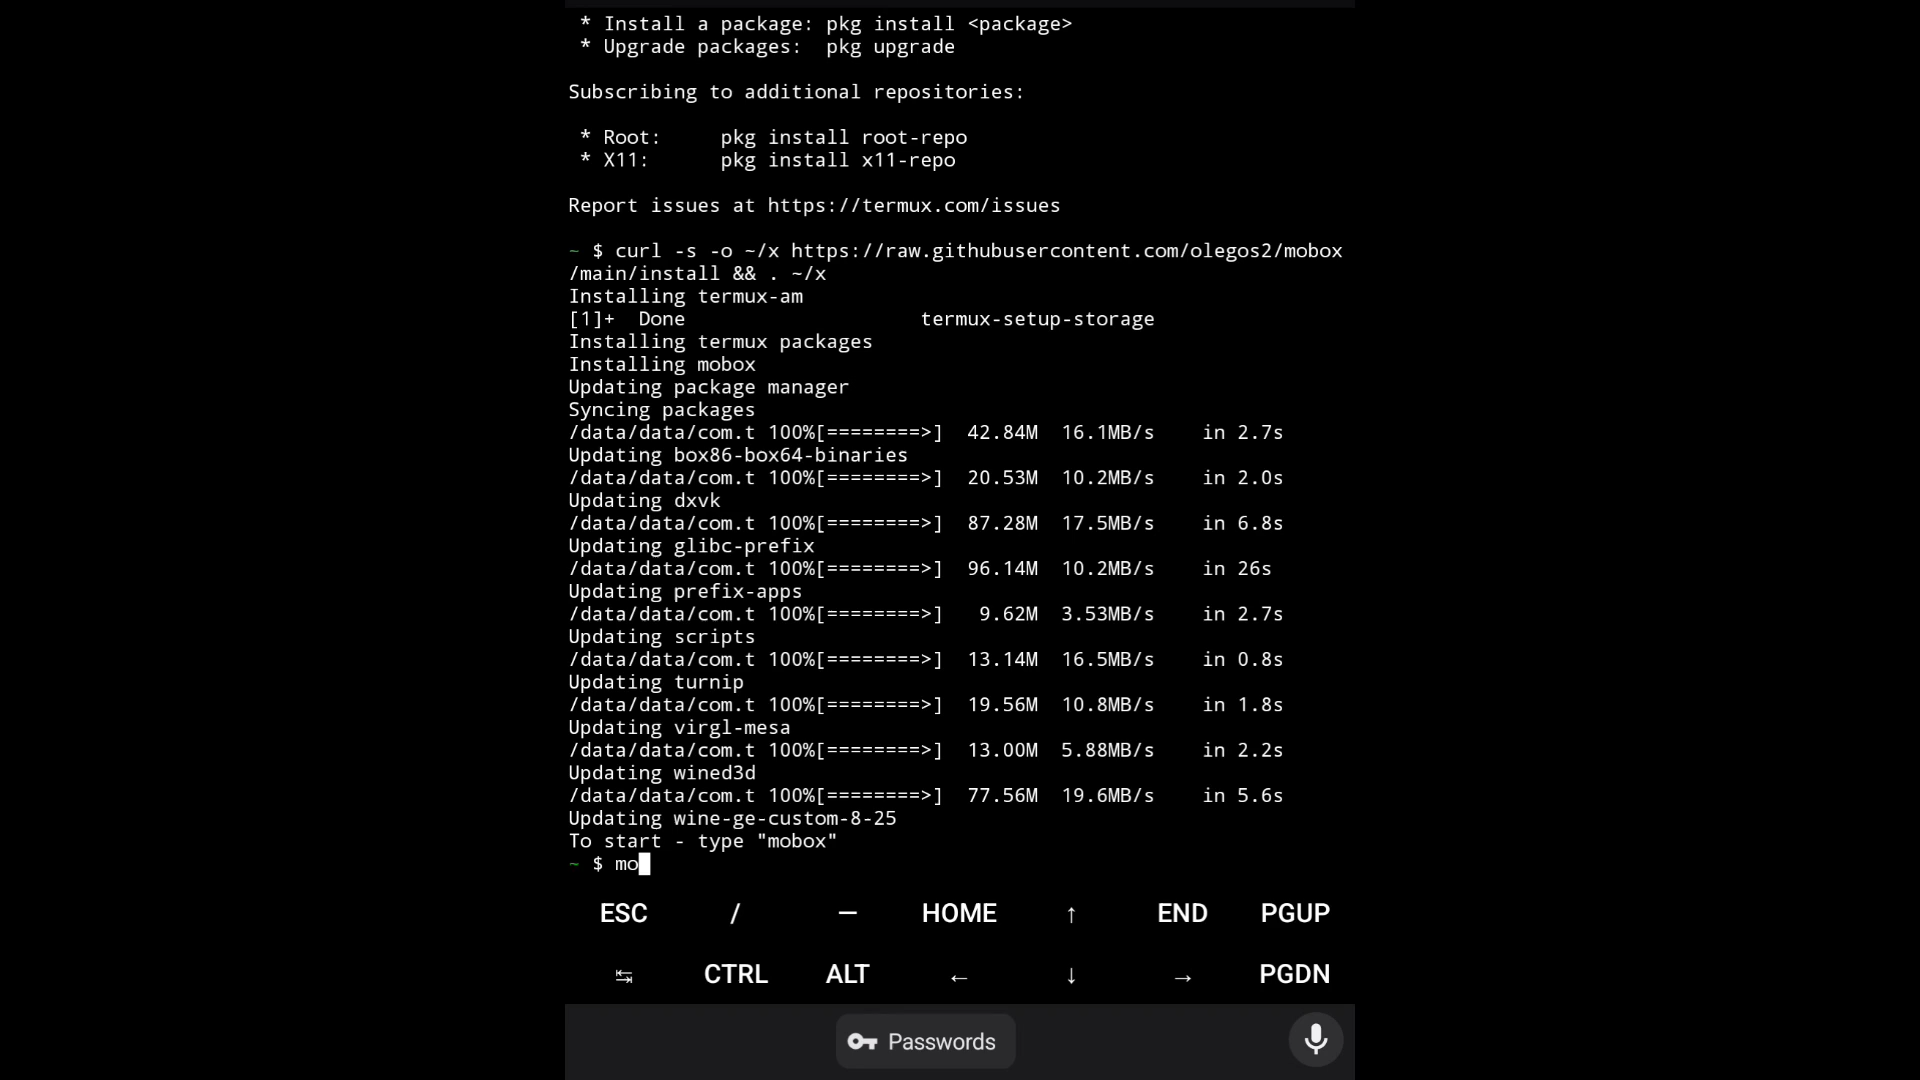 * Install a package: pkg install <package>
* Upgrade packages:  pkg upgrade
Subscribing to additional repositories:
* Root:     pkg install root-repo
* X11:      pkg install x11-repo
Report issues at https://termux.com/issues
~ $ curl -s -o ~/x https://raw.githubusercontent.com/olegos2/mobox
/main/install && . ~/x
Installing termux-am
[1]+  Done                    termux-setup-storage
Installing termux packages
Installing mobox
Updating package manager
Syncing packages
/data/data/com.t 100%[========>]  42.84M  16.1MB/s    in 2.7s
Updating box86-box64-binaries
/data/data/com.t 100%[========>]  20.53M  10.2MB/s    in 2.0s
Updating dxvk
/data/data/com.t 100%[========>]  87.28M  17.5MB/s    in 6.8s
Updating glibc-prefix
/data/data/com.t 100%[========>]  96.14M  10.2MB/s    in 26s
Updating prefix-apps
/data/data/com.t 100%[========>]   9.62M  3.53MB/s    in 2.7s
Updating scripts
/data/data/com.t 100%[========>]  13.14M  16.5MB/s    in 0.8s
Updating turnip
/data/data/com.t 100%[========>]  19.56M  10.8MB/s    in 1.8s
Updating virgl-mesa
/data/data/com.t 100%[========>]  13.00M  5.88MB/s    in 2.2s
Updating wined3d
/data/data/com.t 100%[========>]  77.56M  19.6MB/s    in 5.6s
Updating wine-ge-custom-8-25
To start - type "mobox"
~ $ mo
ESC / — HOME ↑ END PGUP
↹ CTRL ALT ← ↓ → PGDN
Passwords